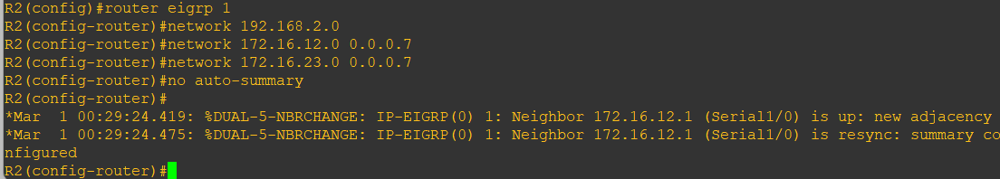 R2(config)#router eigrp 1
R2(config-router)#network 192.168.2.0
R2(config-router)#network 172.16.12.0 0.0.0.7
R2(config-router)#network 172.16.23.0 0.0.0.7
R2(config-router)#no auto-summary
R2(config-router)#
*Mar  1 00:29:24.419: %DUAL-5-NBRCHANGE: IP-EIGRP(0) 1: Neighbor 172.16.12.1 (Serial1/0) is up: new adjacency
*Mar  1 00:29:24.475: %DUAL-5-NBRCHANGE: IP-EIGRP(0) 1: Neighbor 172.16.12.1 (Serial1/0) is resync: summary co
nfigured
R2(config-router)#